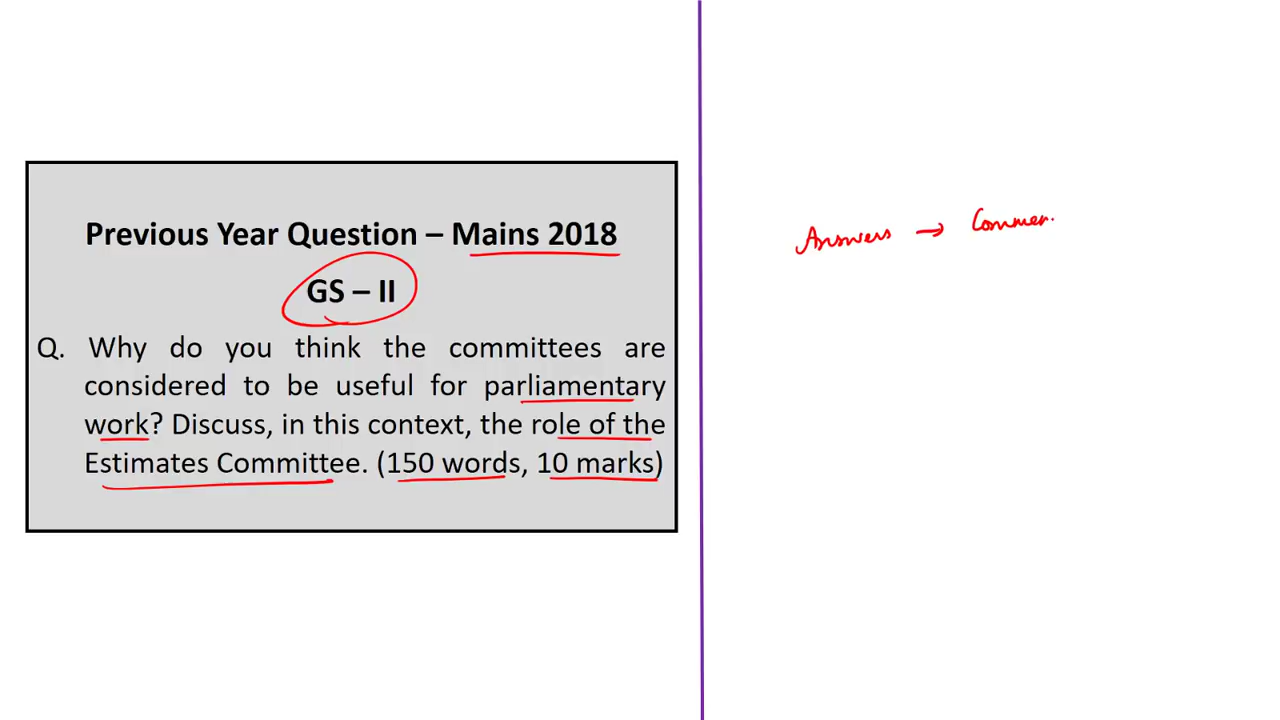 Previous Year Question – Mains 2018
GS – II
Q. Why do you think the committees are
considered to be useful for parliamentary
work? Discuss, in this context, the role of the
Estimates Committee. (150 words, 10 marks)
Answers →